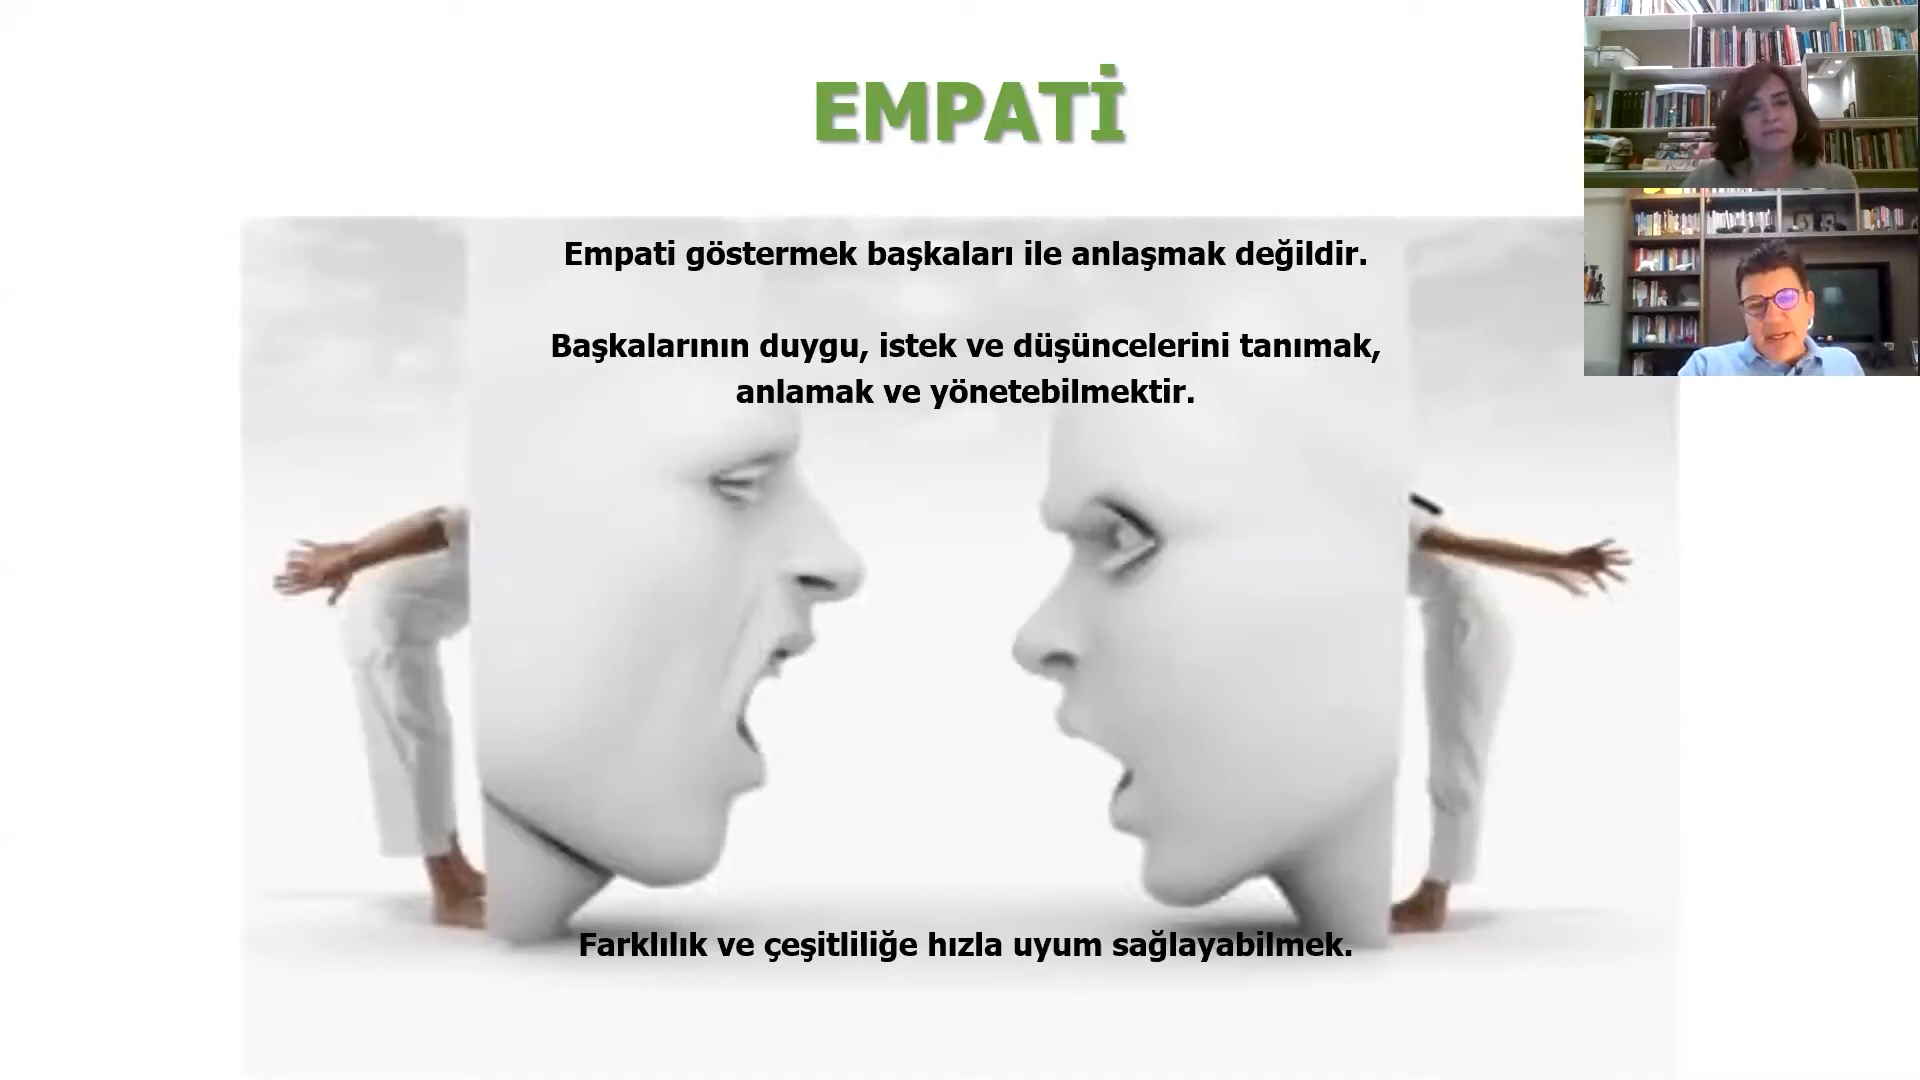 EMPATİ
Empati göstermek başkaları ile anlaşmak değildir.
Başkalarının duygu, istek ve düşüncelerini tanımak,
anlamak ve yönetebilmektir.
Farklılık ve çeşitliliğe hızla uyum sağlayabilmek.